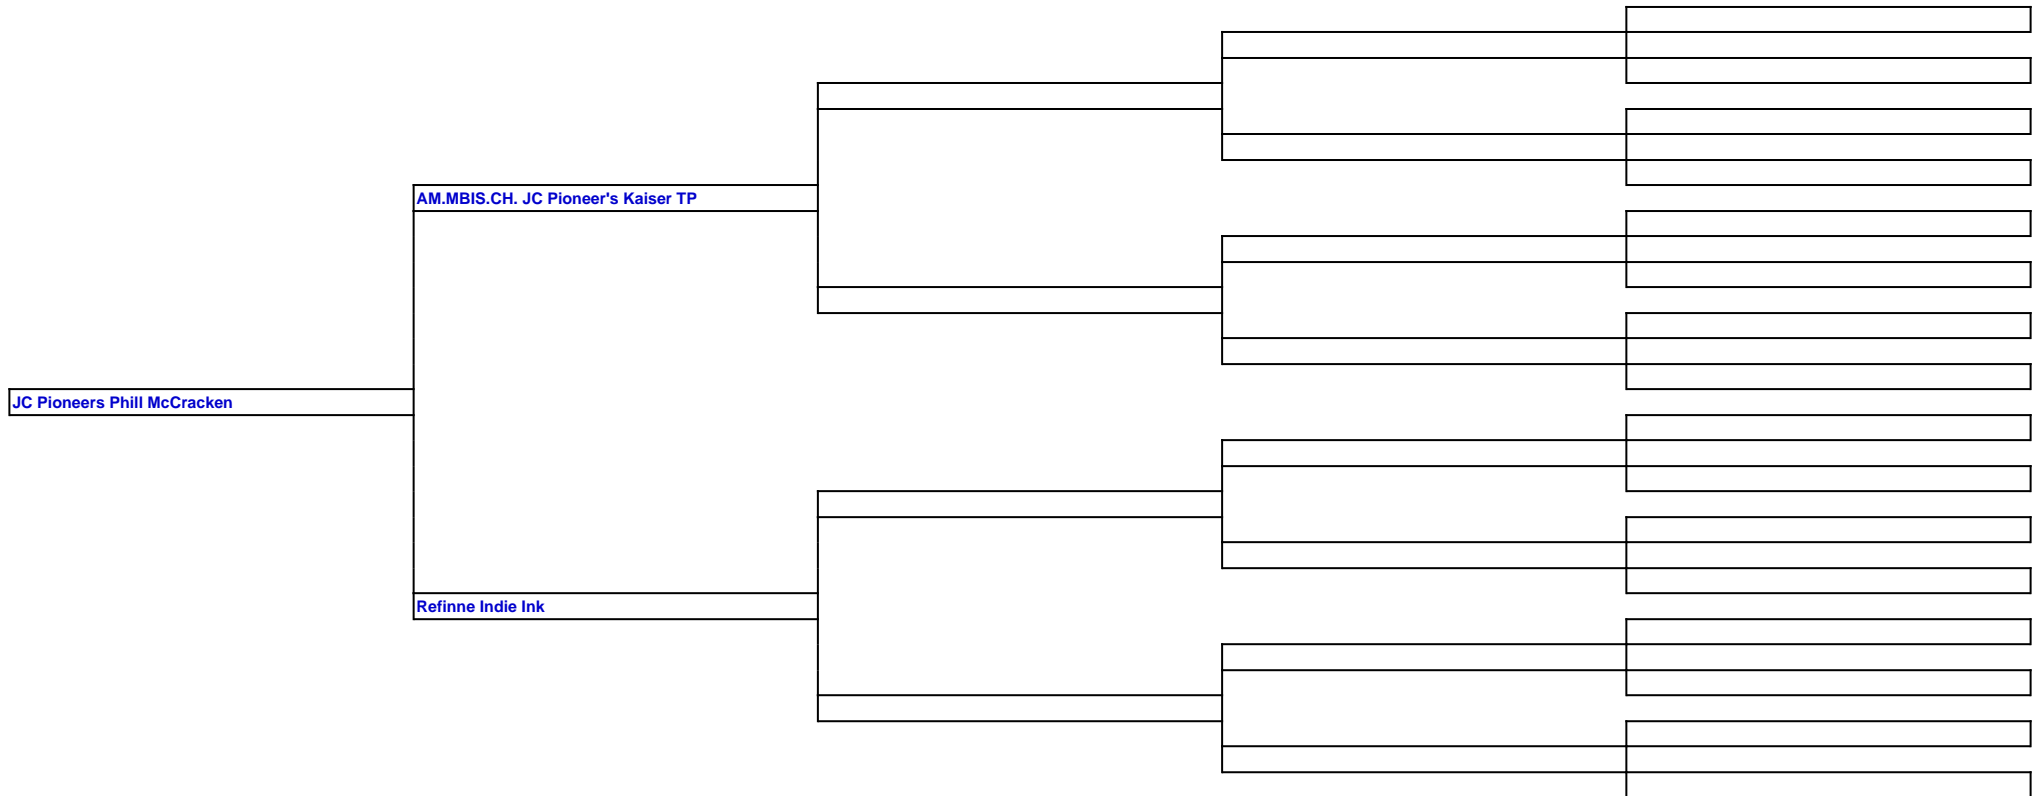 AM.MBIS.CH. JC Pioneer's Kaiser TP
JC Pioneers Phill McCracken
Refinne Indie Ink